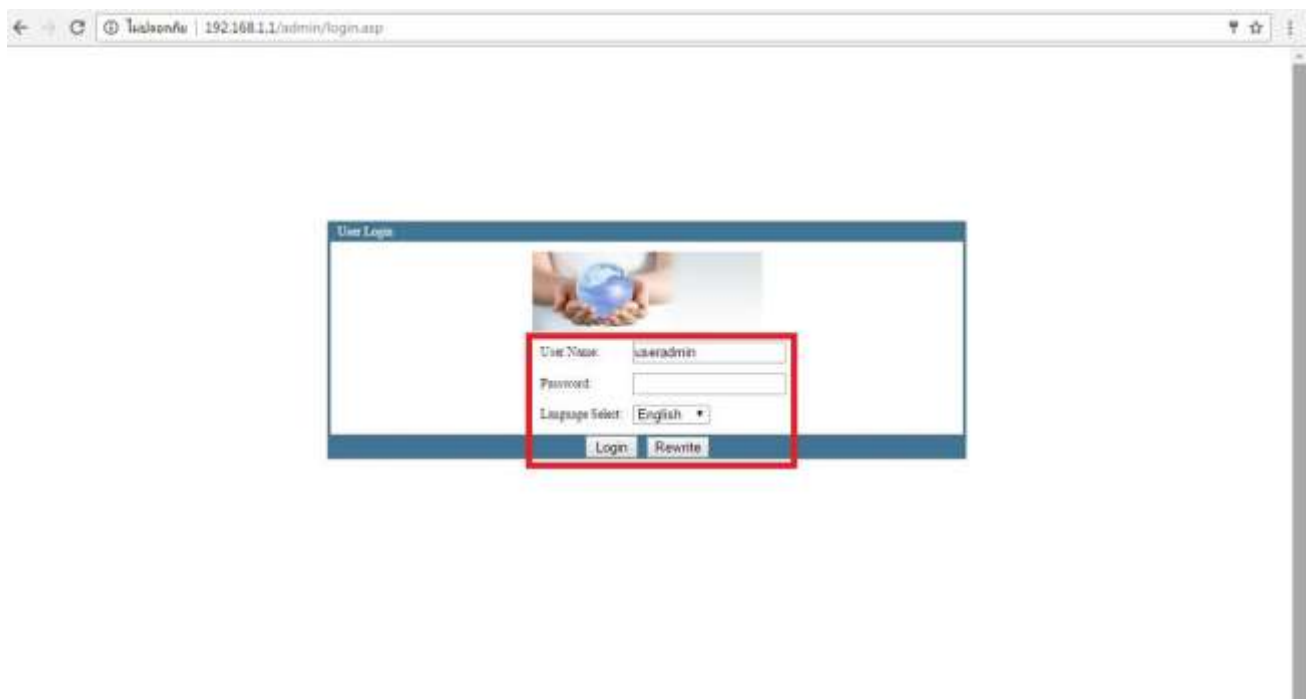 ไม่ปลอดภัย | 192.168.1.1/admin/login.asp
User Login
User Name: useradmin
Password:
Language Select: English
Login Rewrite